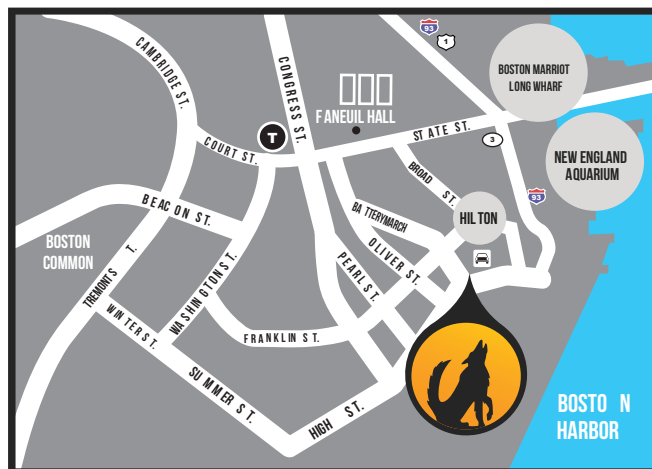 93
1
CAMBRIDGE ST.
CONGRESS ST.
BOSTON MARRIOT
LONG WHARF
FANEUIL HALL
T
COURT ST.
STATE ST.
3
NEW ENGLAND
AQUARIUM
BROAD ST.
93
BEACON ST.
BATTERYMARCH
HILTON
BOSTON
COMMON
TREMONT ST.
WASHINGTON ST.
PEARL ST.
OLIVER ST.
WINTER ST.
FRANKLIN ST.
SUMMER ST.
HIGH ST.
BOSTON
HARBOR